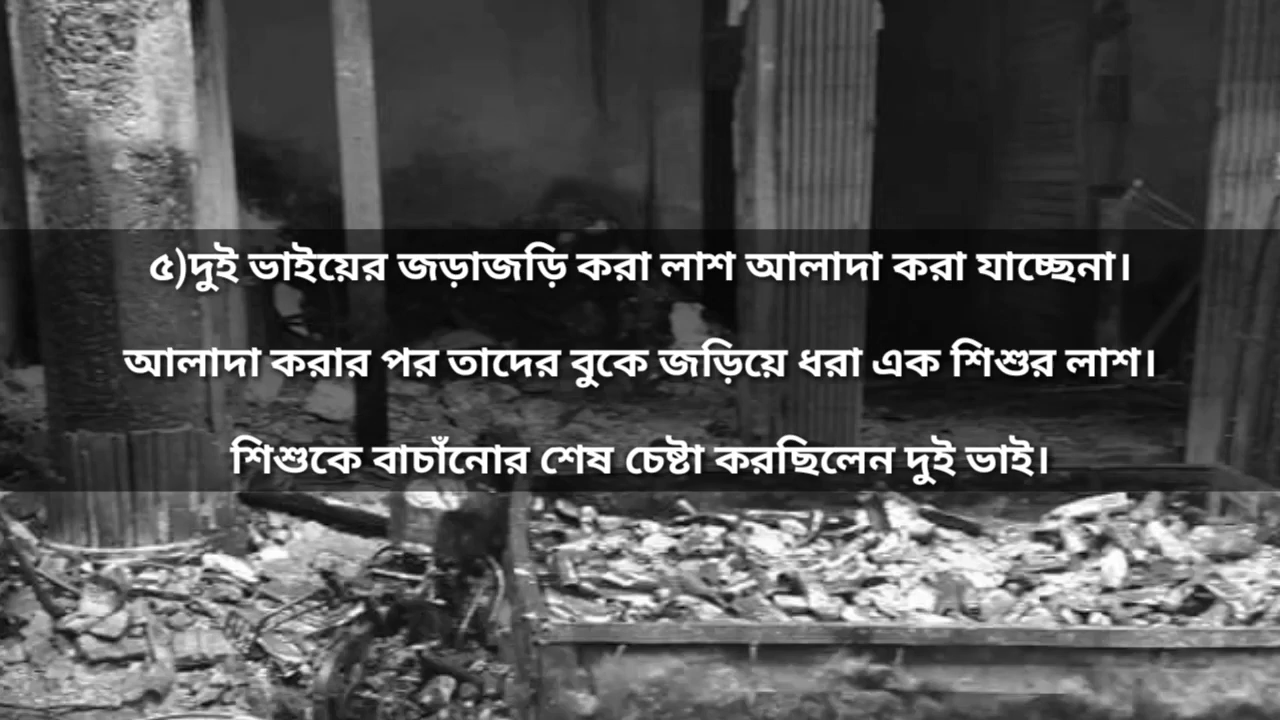 ৫)দুই ভাইয়ের জড়াজড়ি করা লাশ আলাদা করা যাচ্ছেনা।
আলাদা করার পর তাদের বুকে জড়িয়ে ধরা এক শিশুর লাশ।
শিশুকে বাচাঁনোর শেষ চেষ্টা করছিলেন দুই ভাই।